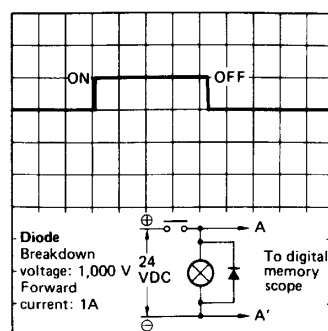 ON OFF
⊕
A
Diode
Breakdown
voltage: 1,000 V
Forward
current: 1A
24
VDC
To digital
memory
scope
A'
⊖